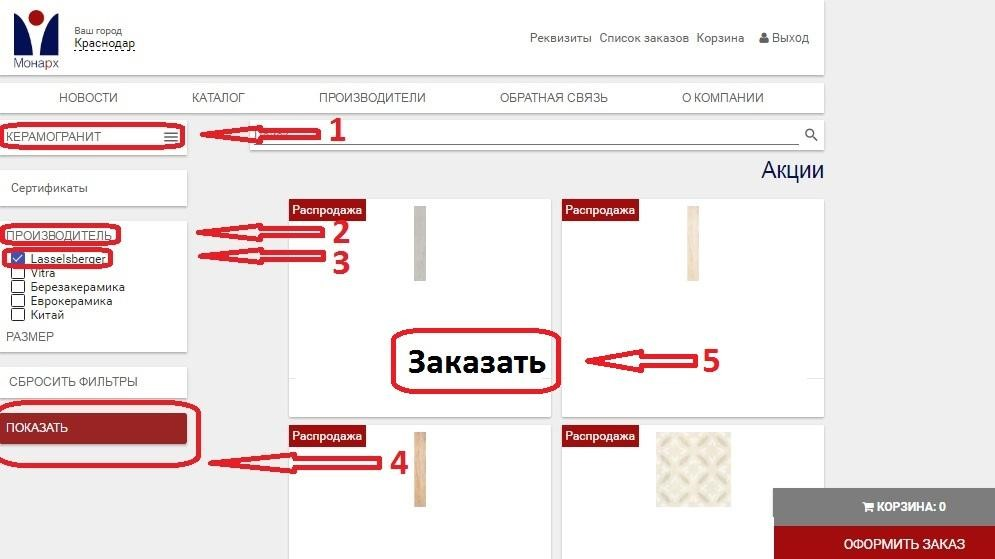 Ваш город
Краснодар
Монарх
Реквизиты Список заказов Корзина Выход
НОВОСТИ КАТАЛОГ ПРОИЗВОДИТЕЛИ ОБРАТНАЯ СВЯЗЬ О КОМПАНИИ
КЕРАМОГРАНИТ
1
Акции
Сертификаты
Распродажа
Распродажа
ПРОИЗВОДИТЕЛЬ
2
Lasselsberger
3
Vitra
Березакерамика
Еврокерамика
Китай
РАЗМЕР
Заказать
5
СБРОСИТЬ ФИЛЬТРЫ
ПОКАЗАТЬ
Распродажа
Распродажа
4
КОРЗИНА: 0
ОФОРМИТЬ ЗАКАЗ